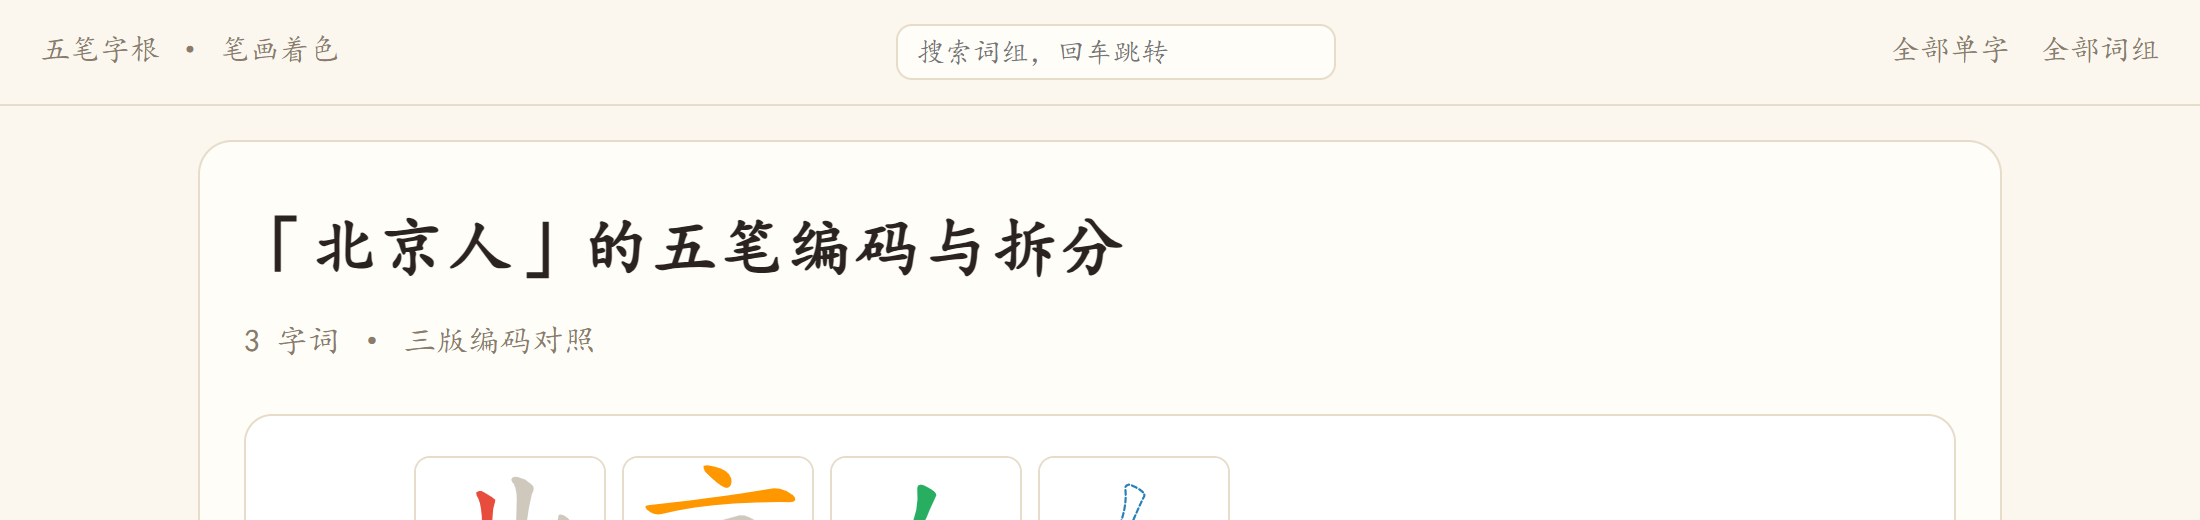 五笔字根 • 笔画着色
搜索词组，回车跳转
全部单字 全部词组
「北京人」的五笔编码与拆分
3 字词 • 三版编码对照